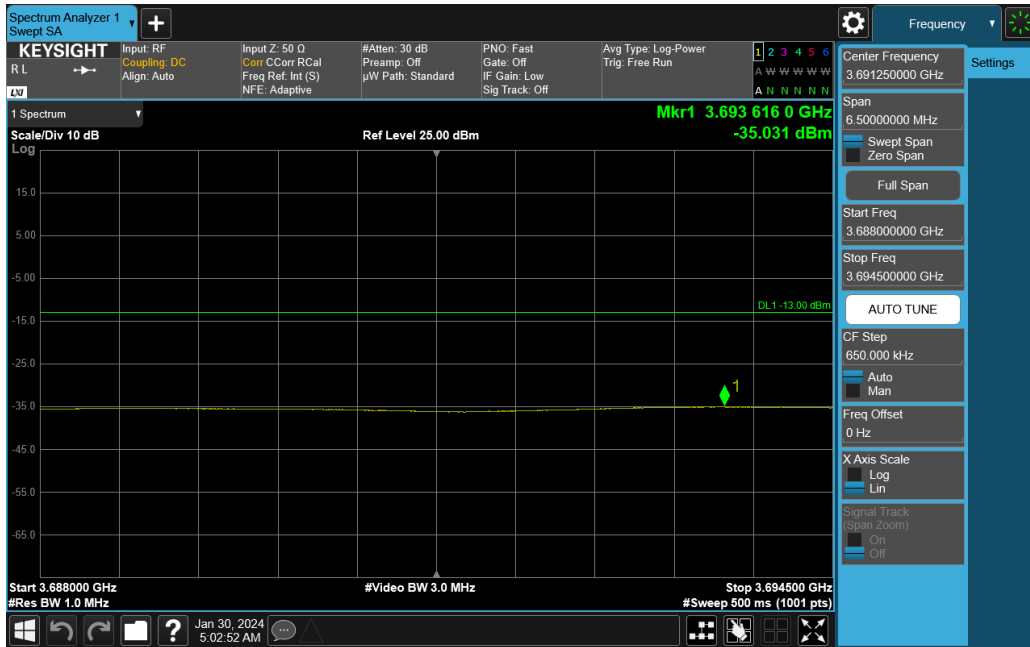 Spectrum Analyzer 1
Swept SA
+
Frequency
KEYSIGHT
R L
LXI
Input: RF
Coupling: DC
Align: Auto
Input Z: 50 Ω
Corr CCorr RCal
Freq Ref: Int (S)
NFE: Adaptive
#Atten: 30 dB
Preamp: Off
µW Path: Standard
PNO: Fast
Gate: Off
IF Gain: Low
Sig Track: Off
Avg Type: Log-Power
Trig: Free Run
1 2 3 4 5 6
A W W W W W
A N N N N N
1 Spectrum
Mkr1 3.693 616 0 GHz
-35.031 dBm
Scale/Div 10 dB
Ref Level 25.00 dBm
Log
15.0
5.00
-5.00
DL1 -13.00 dBm
-15.0
-25.0
1
-35.0
-45.0
-55.0
-65.0
Start 3.688000 GHz
#Video BW 3.0 MHz
Stop 3.694500 GHz
#Res BW 1.0 MHz
#Sweep 500 ms (1001 pts)
Center Frequency
3.691250000 GHz
Settings
Span
6.50000000 MHz
Swept Span
Zero Span
Full Span
Start Freq
3.688000000 GHz
Stop Freq
3.694500000 GHz
AUTO TUNE
CF Step
650.000 kHz
Auto
Man
Freq Offset
0 Hz
X Axis Scale
Log
Lin
Signal Track
(Span Zoom)
On
Off
?
Jan 30, 2024
5:02:52 AM